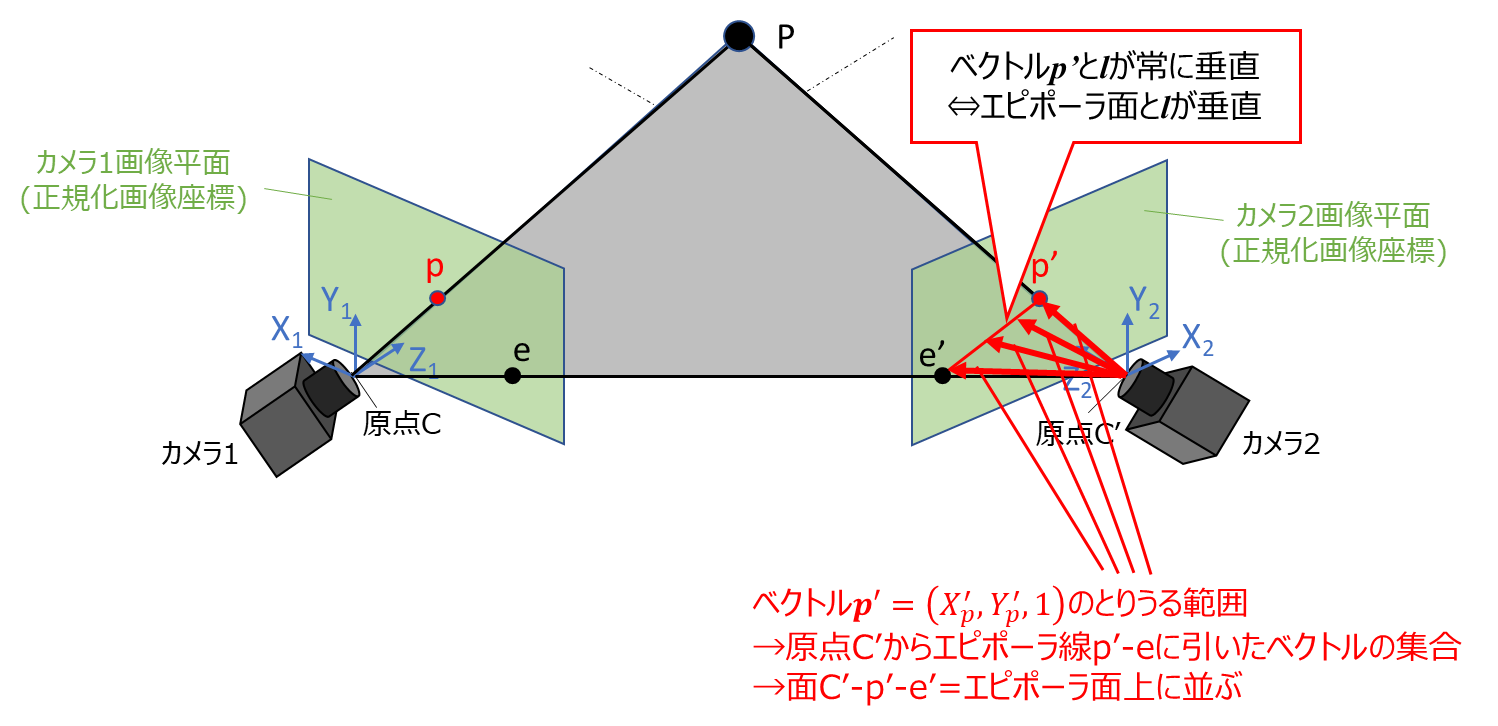 P
ベクトルp’とlが常に垂直
⇔エピポーラ面とlが垂直
カメラ1画像平面
(正規化画像座標)
カメラ2画像平面
(正規化画像座標)
p
p’
Y1
X1
Z1
e
e’
Y2
X2
Z2
原点C
原点C’
カメラ1
カメラ2
ベクトルp′ = (X′p, Y′p, 1)のとりうる範囲
→原点C’からエピポーラ線p’-eに引いたベクトルの集合
→面C’-p’-e’=エピポーラ面上に並ぶ